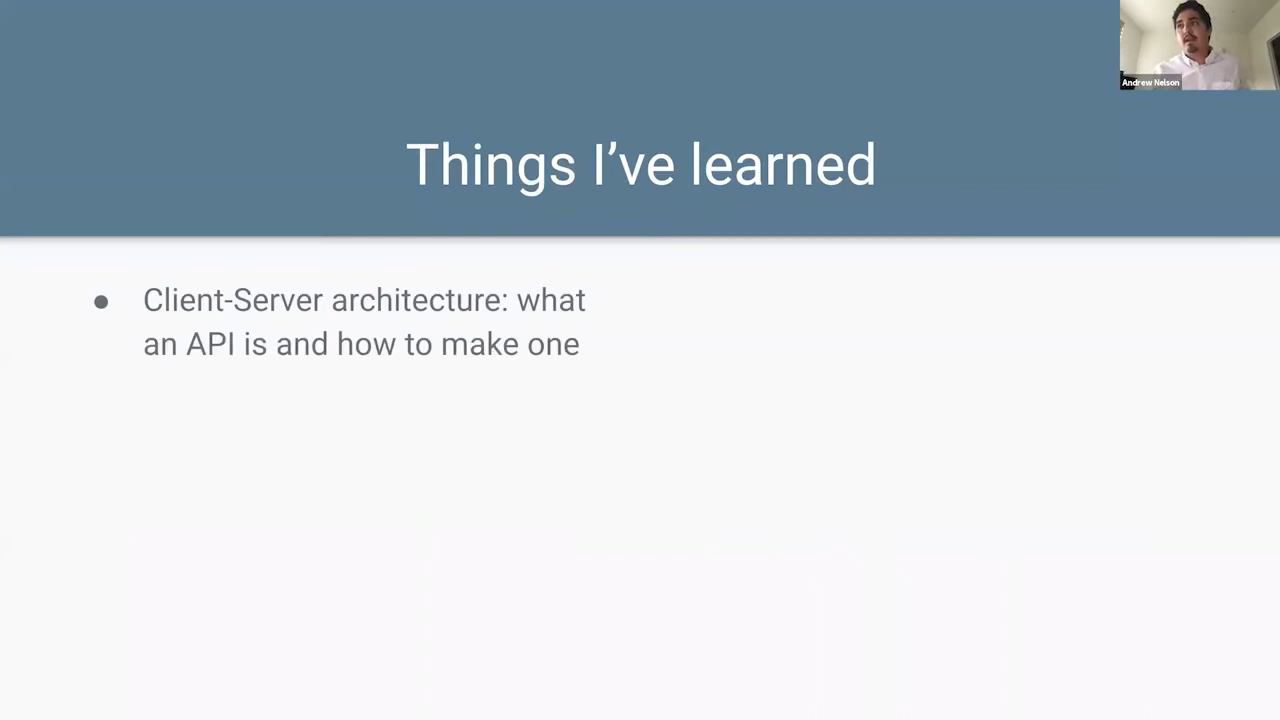 Andrew Nelson
Things I’ve learned
● Client-Server architecture: what
an API is and how to make one